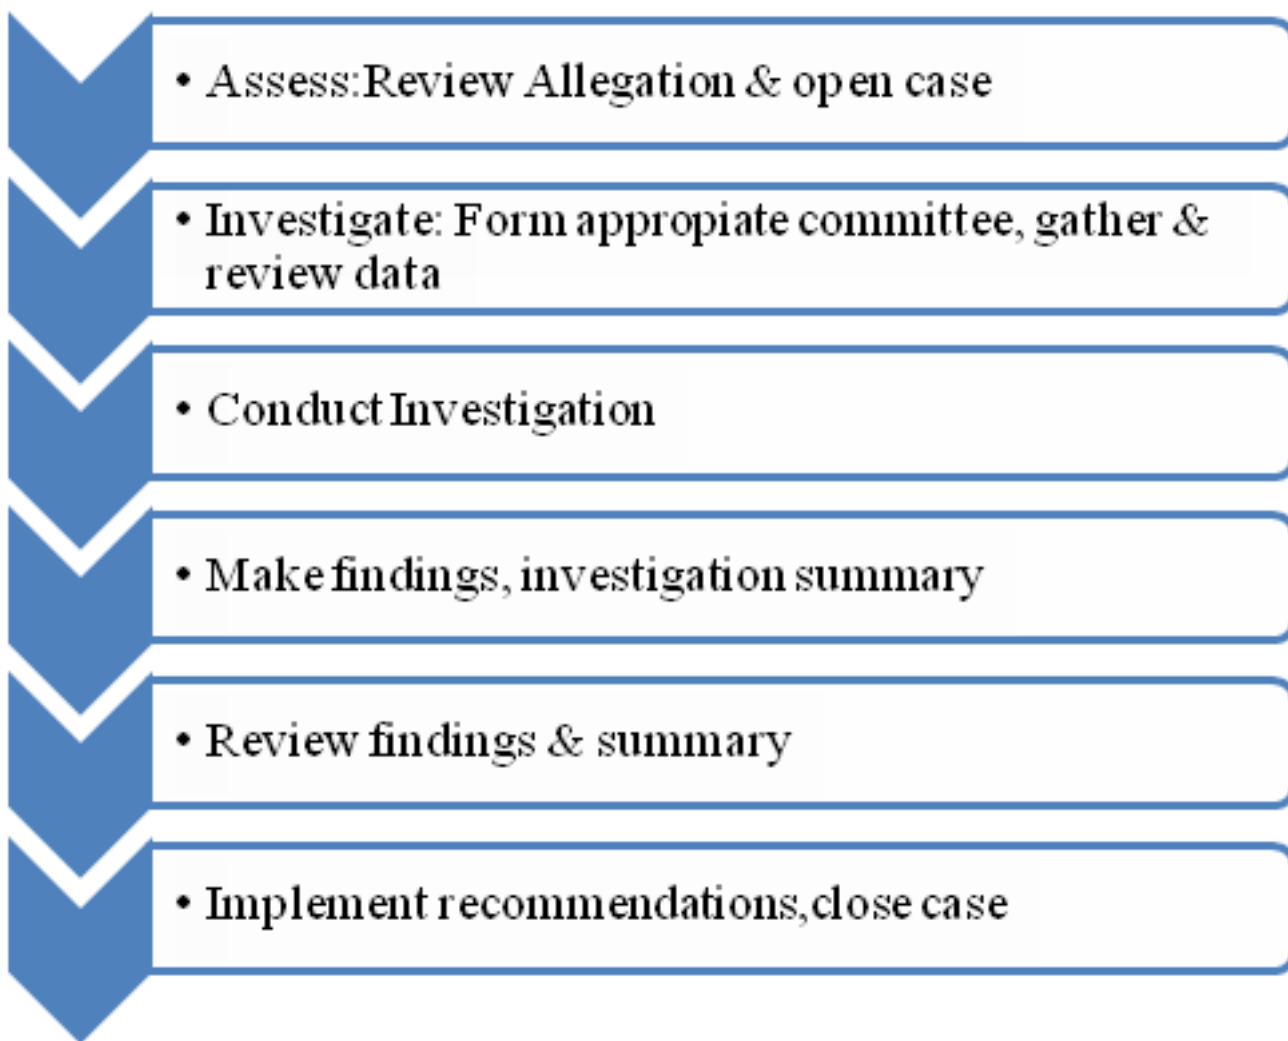 • Assess:Review Allegation & open case
• Investigate: Form appropiate committee, gather &
review data
• Conduct Investigation
• Make findings, investigation summary
• Review findings & summary
• Implement recommendations,close case